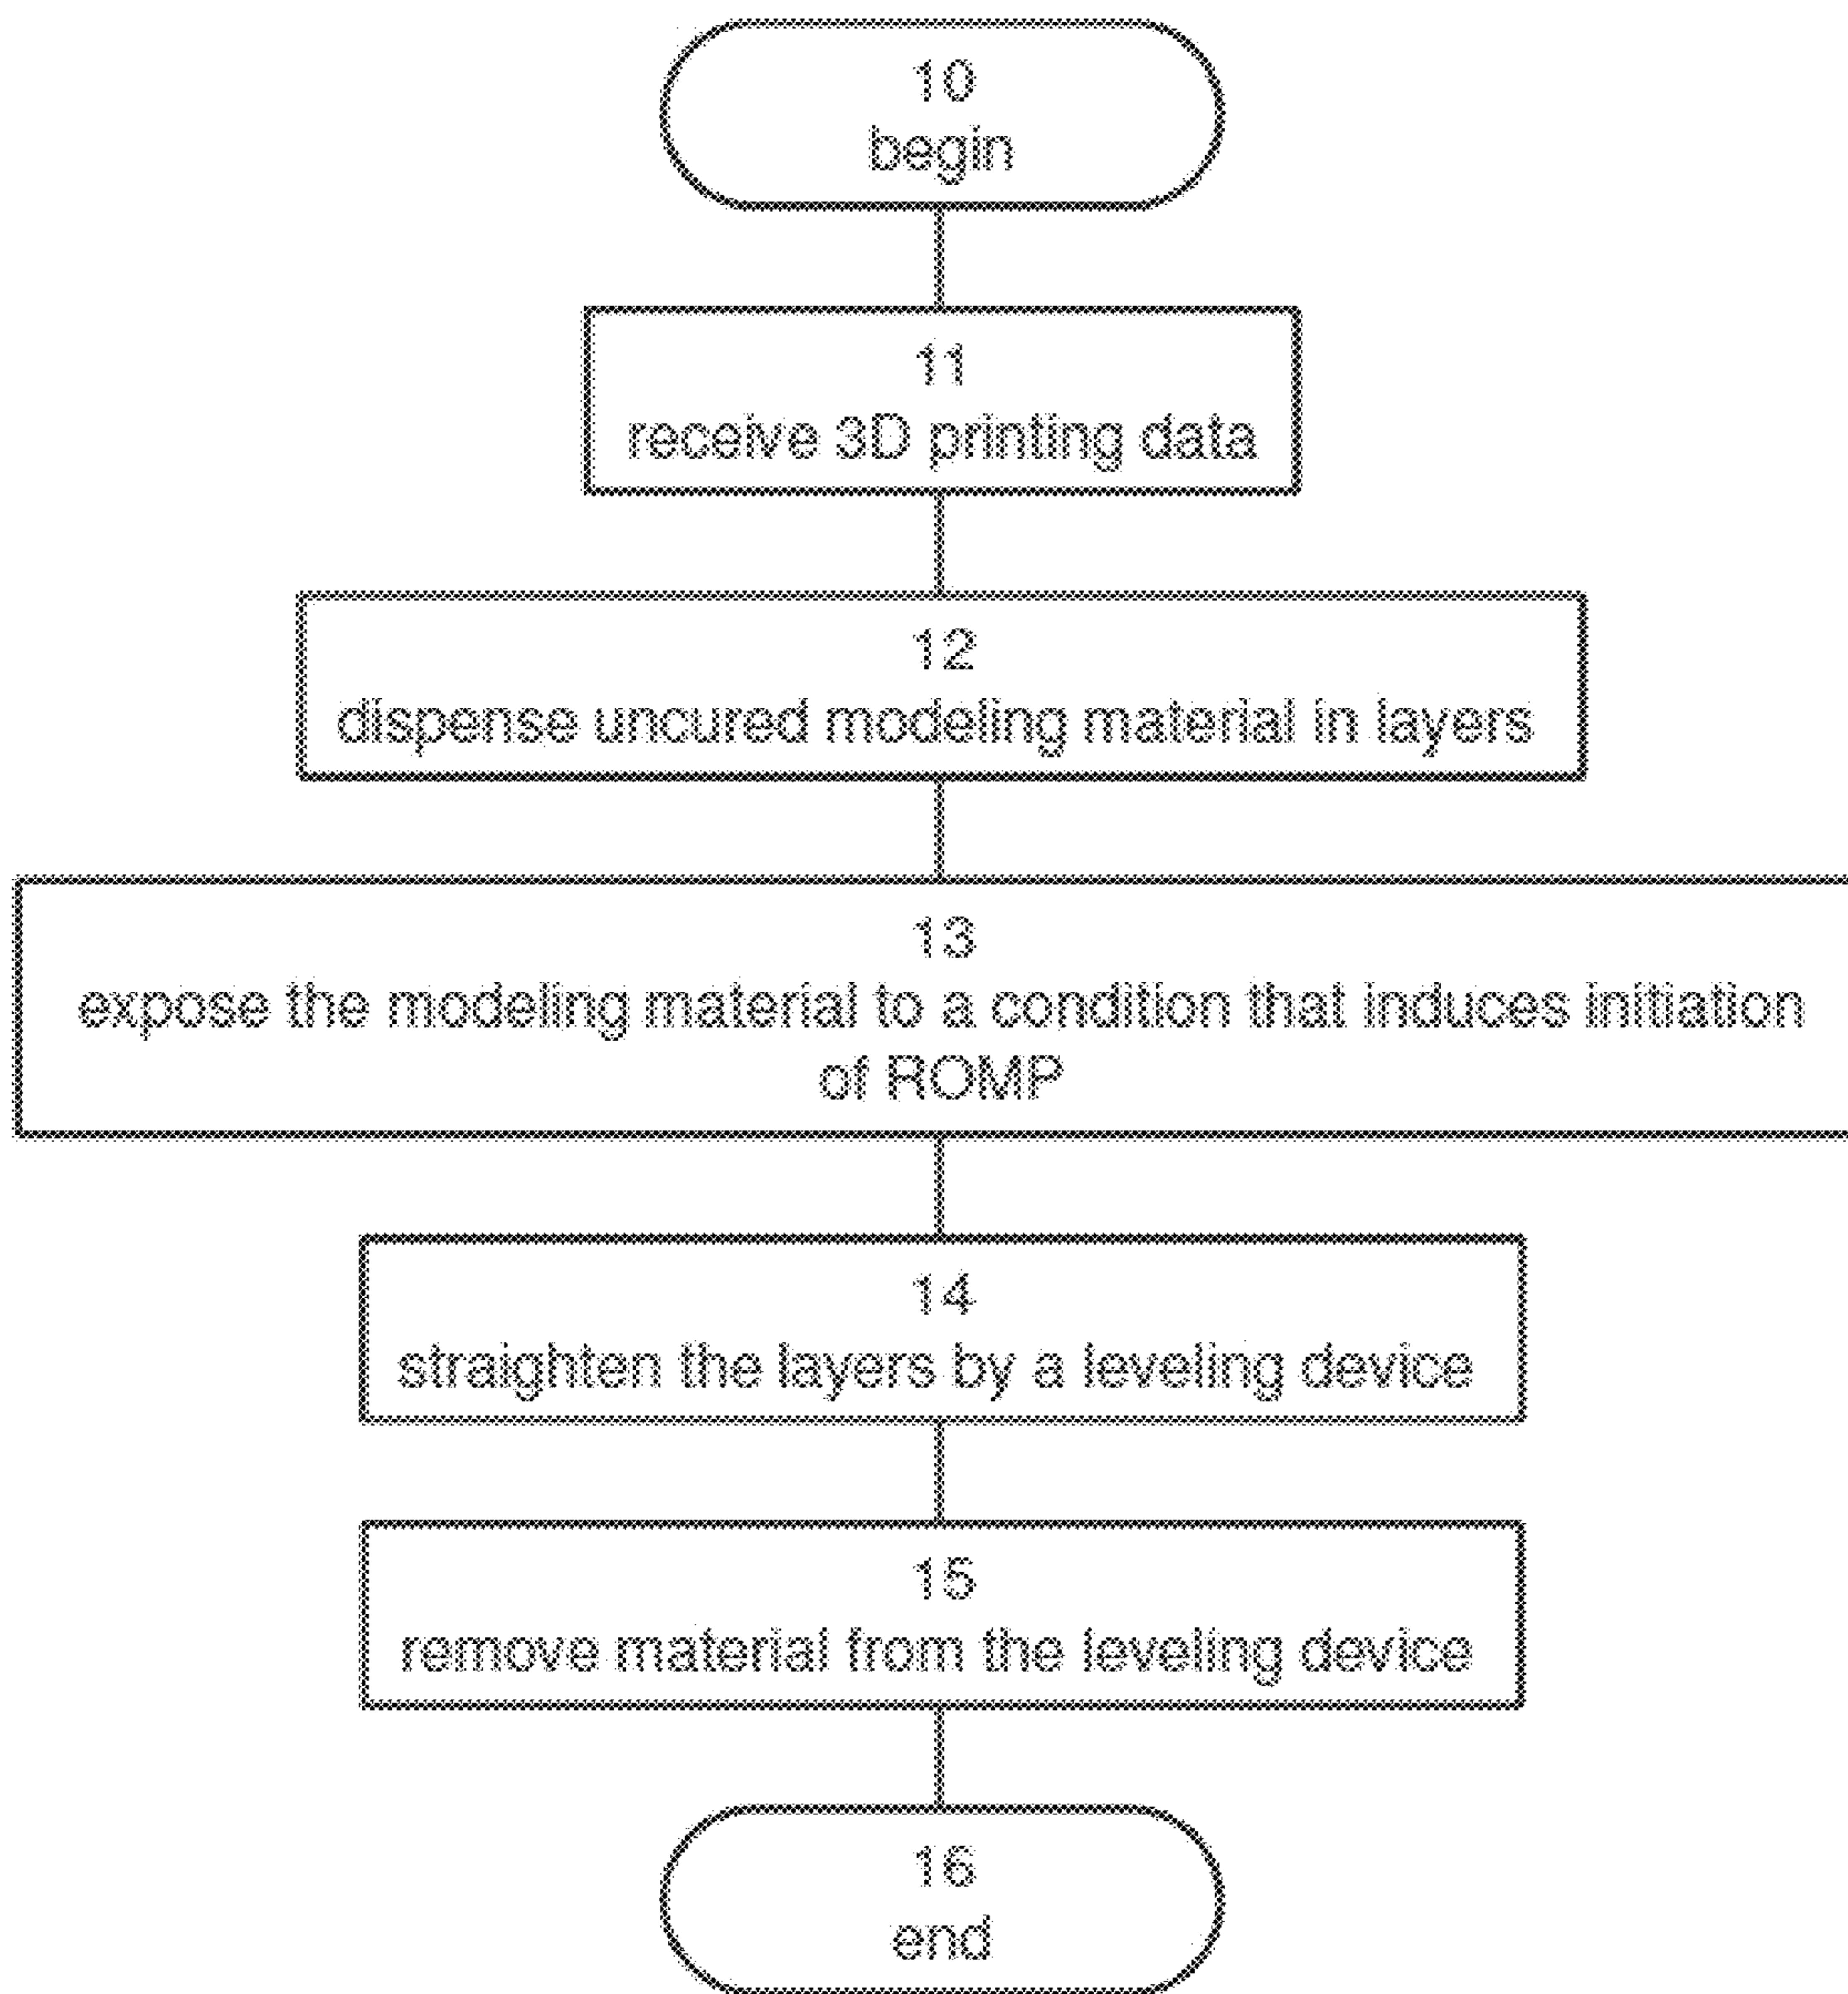 10
begin
11
receive 3D printing data
12
dispense uncured modeling material in layers
13
expose the modeling material to a condition that induces initiation
of ROMP
14
straighten the layers by a leveling device
15
remove material from the leveling device
16
end